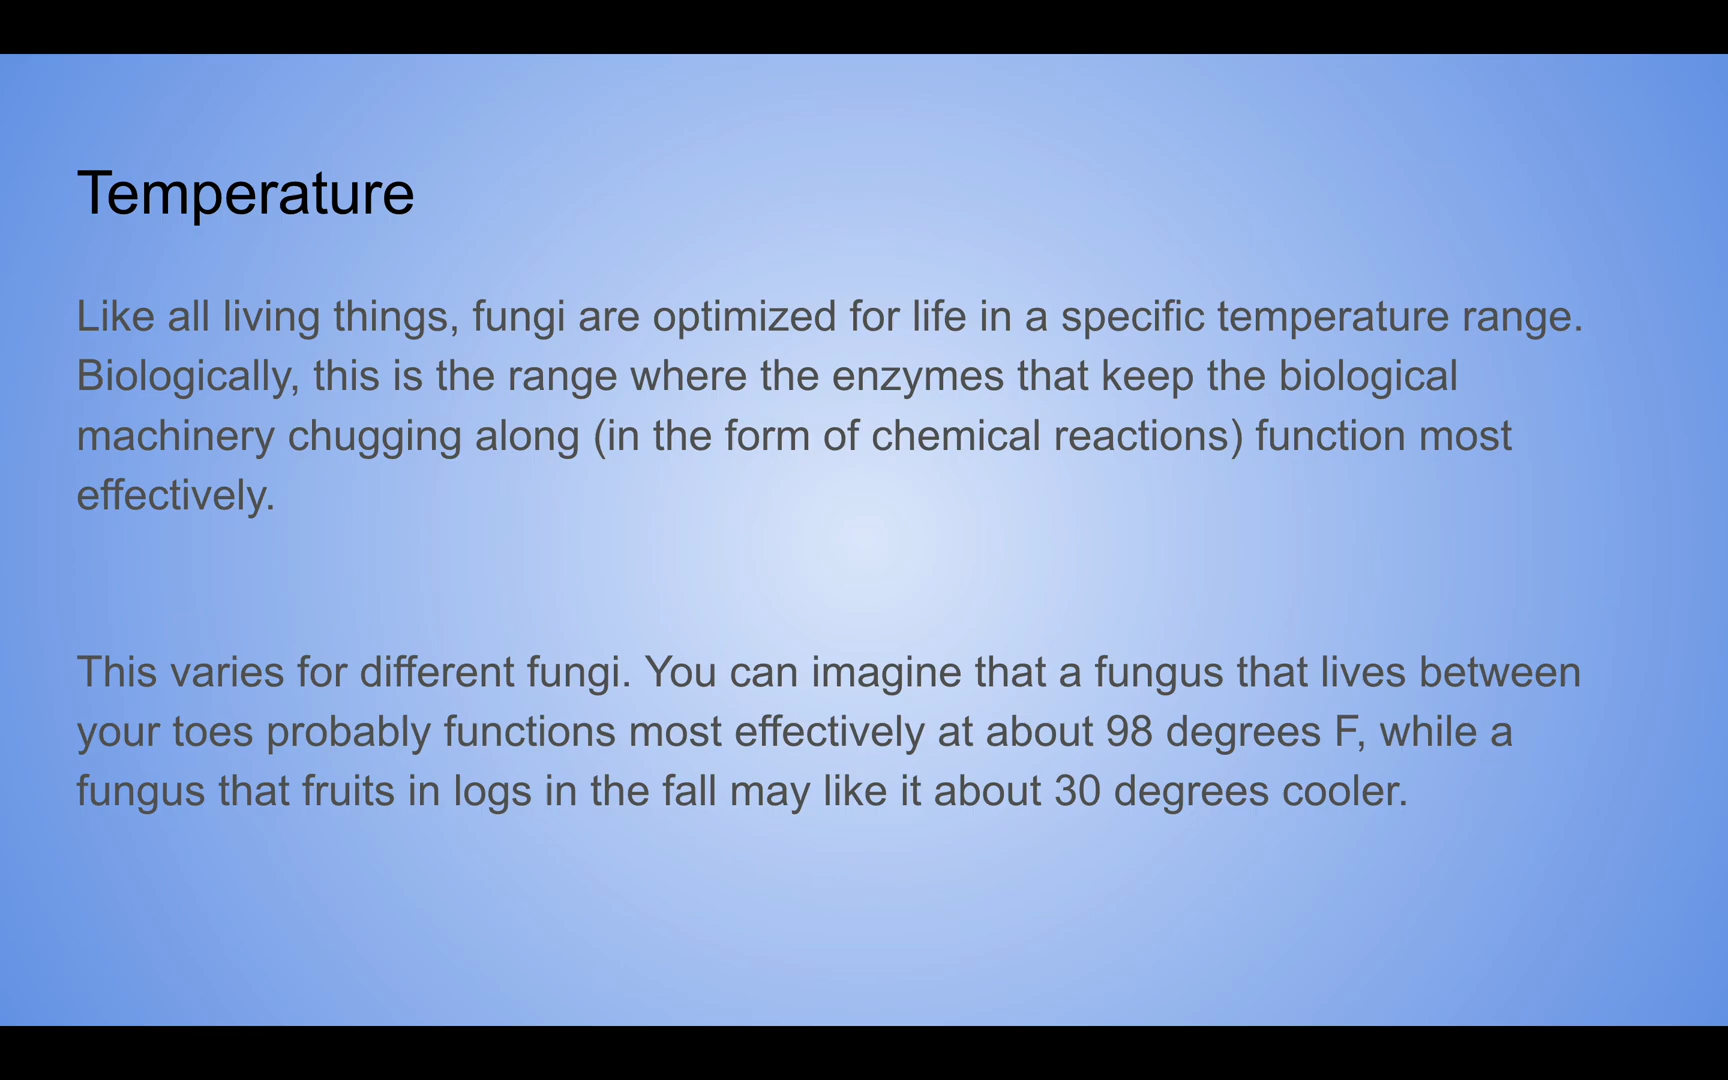 Temperature
Like all living things, fungi are optimized for life in a specific temperature range.
Biologically, this is the range where the enzymes that keep the biological
machinery chugging along (in the form of chemical reactions) function most
effectively.
This varies for different fungi. You can imagine that a fungus that lives between
your toes probably functions most effectively at about 98 degrees F, while a
fungus that fruits in logs in the fall may like it about 30 degrees cooler.